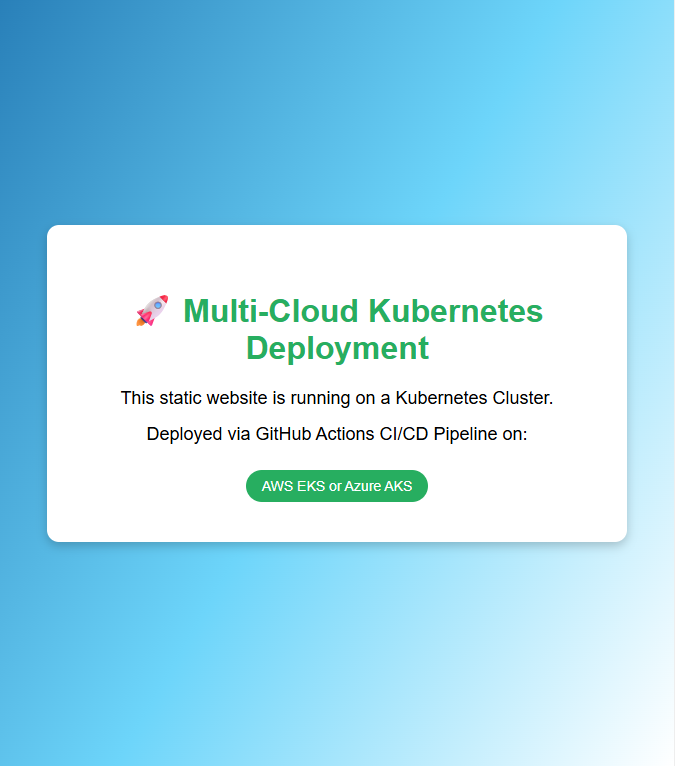 🚀 Multi-Cloud Kubernetes
Deployment
This static website is running on a Kubernetes Cluster.
Deployed via GitHub Actions CI/CD Pipeline on:
AWS EKS or Azure AKS